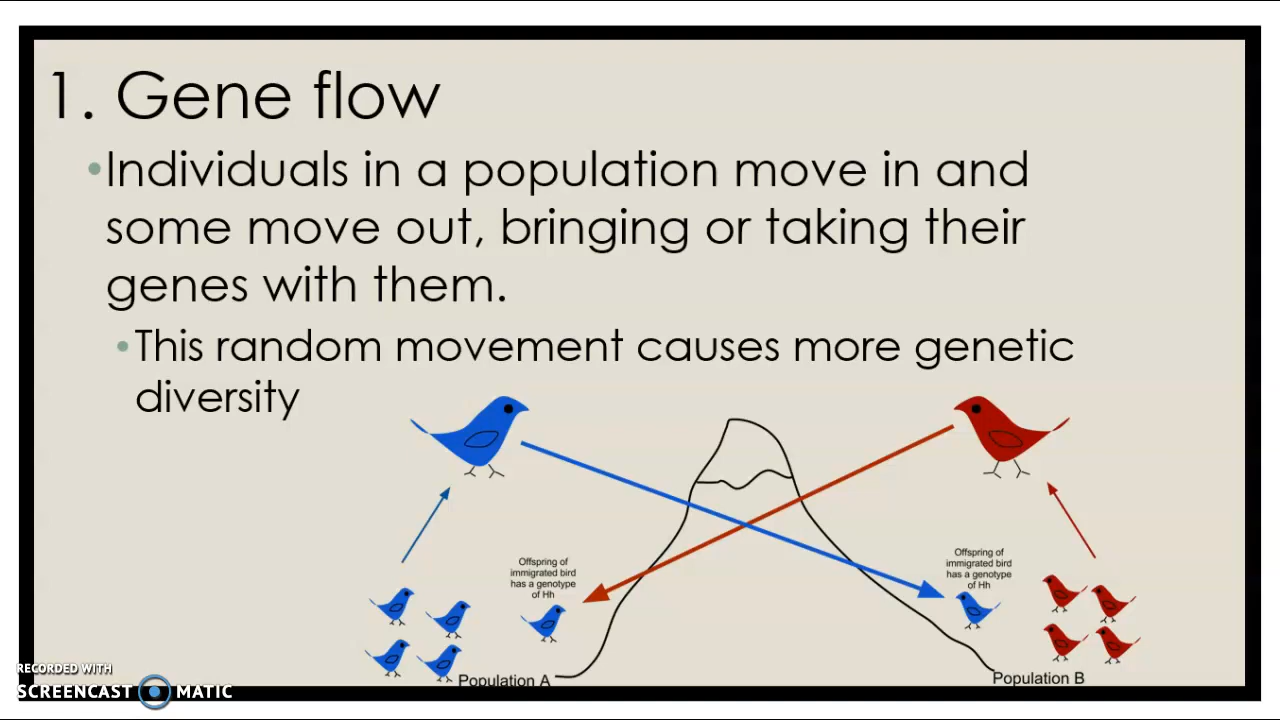 1. Gene flow
•Individuals in a population move in and
some move out, bringing or taking their
genes with them.
•This random movement causes more genetic
diversity
Offspring of
immigrated bird
has a genotype
of Hh
Offspring of
immigrated bird
has a genotype
of Hh
Population A
Population B
RECORDED WITH
SCREENCAST MATIC